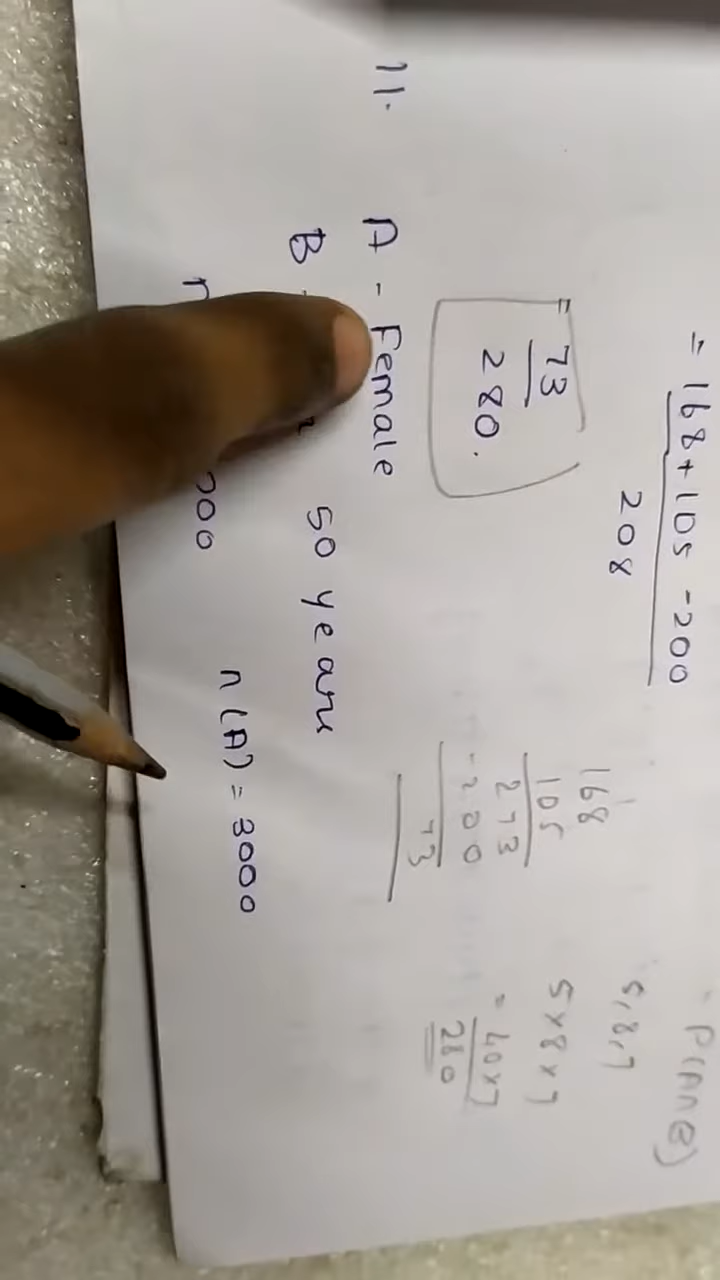 = 168 + 105 - 200
208
= 73
280.
168
105
273
- 200
73
= P(A∩B)
5,8,7
5 x 8 x 7
= 40 x 7
280
11.
A - Female
B -
50 years
n(A) = 3000